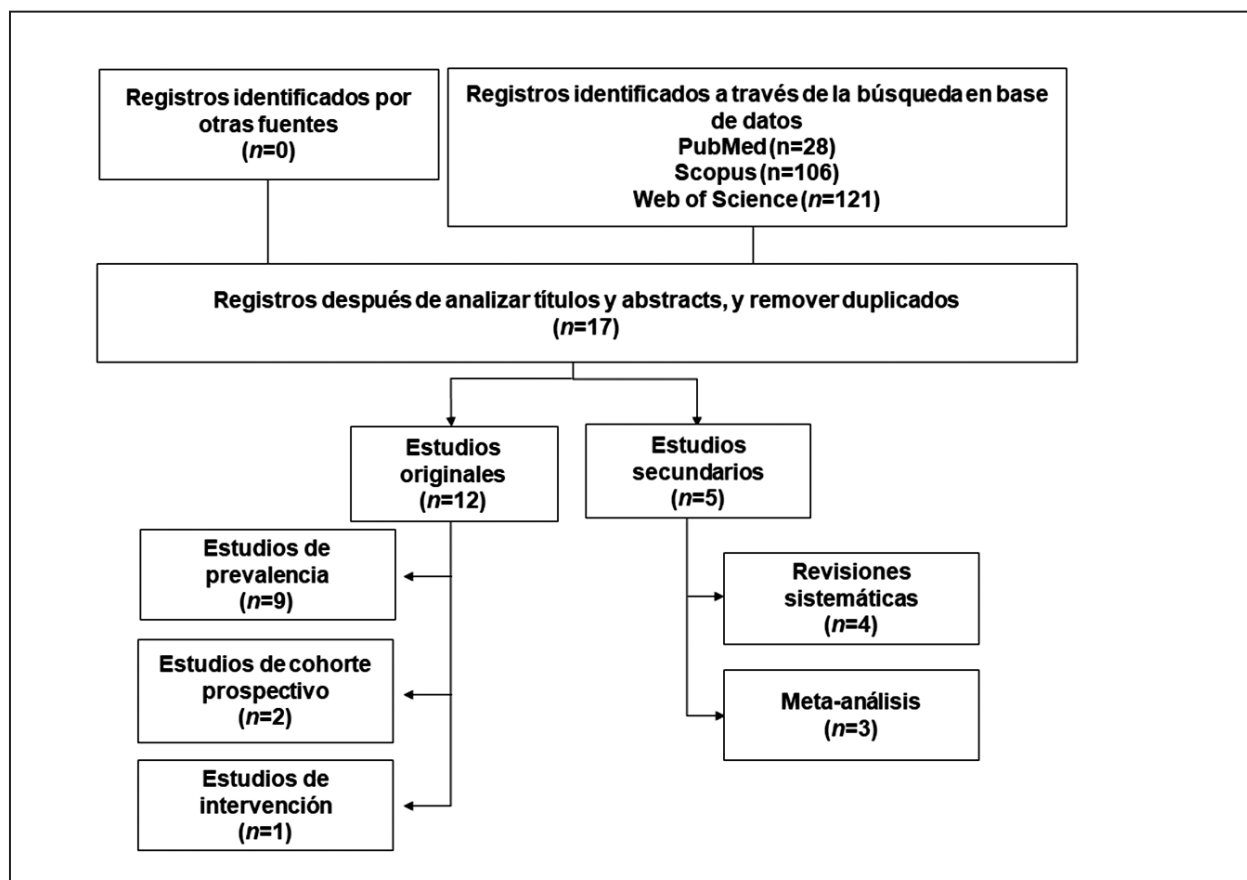 Registros identificados por
otras fuentes
(n=0)
Registros identificados a través de la búsqueda en base
de datos
PubMed (n=28)
Scopus (n=106)
Web of Science (n=121)
Registros después de analizar títulos y abstracts, y remover duplicados
(n=17)
Estudios
originales
(n=12)
Estudios
secundarios
(n=5)
Estudios de
prevalencia
(n=9)
Estudios de cohorte
prospectivo
(n=2)
Estudios de
intervención
(n=1)
Revisiones
sistemáticas
(n=4)
Meta-análisis
(n=3)